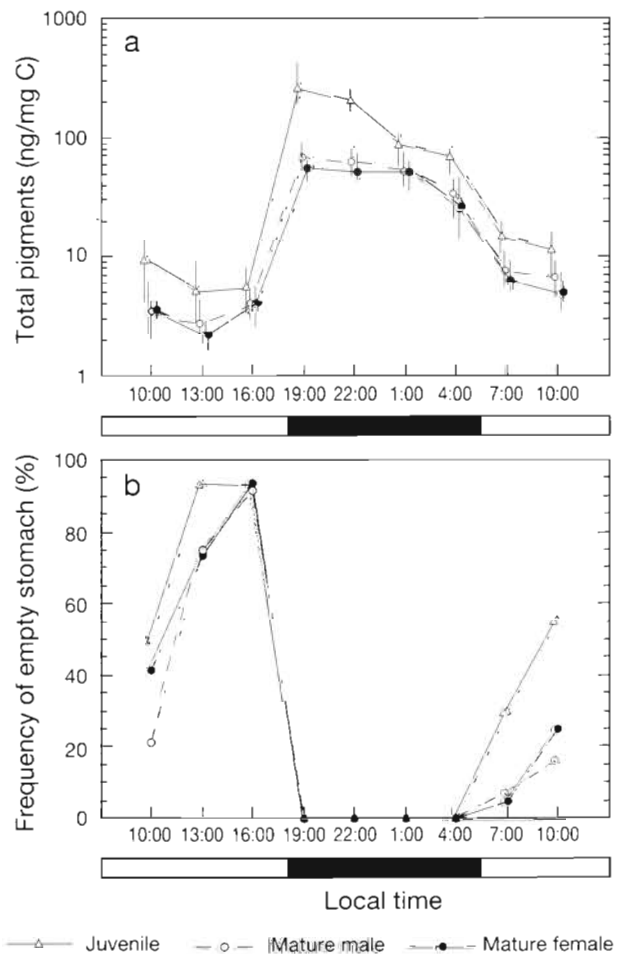 1000
a
100
10
1
Total pigments (ng/mg C)
10:00 13:00 16:00 19:00 22:00 1:00 4:00 7:00 10:00
100
b
80
60
40
20
0
Frequency of empty stomach (%)
10:00 13:00 16:00 19:00 22:00 1:00 4:00 7:00 10:00
Local time
Juvenile Mature male Mature female